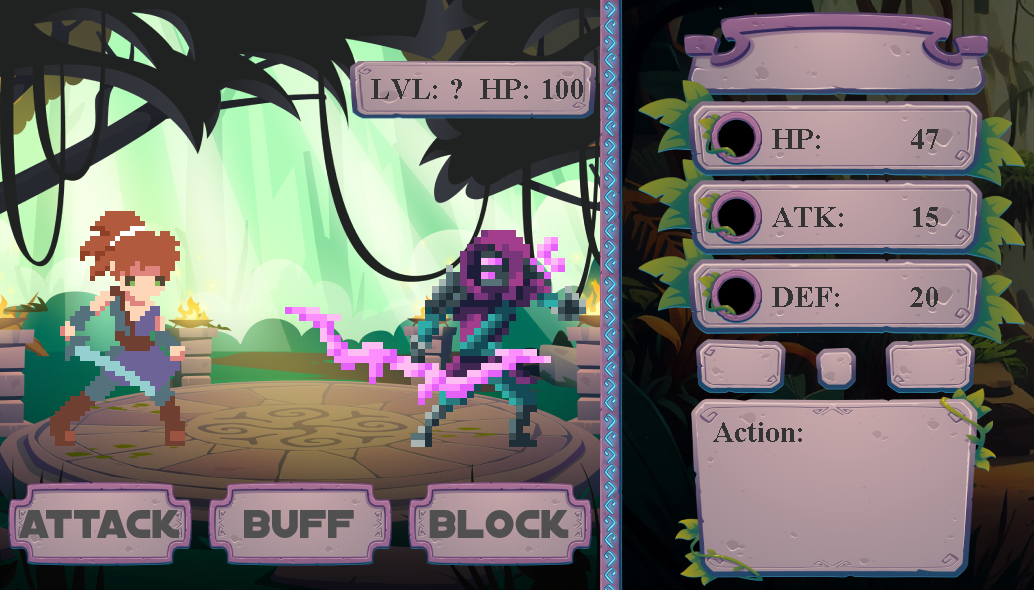 LVL: ? HP: 100
HP: 47
ATK: 15
DEF: 20
Action:
ATTACK
BUFF
BLOCK